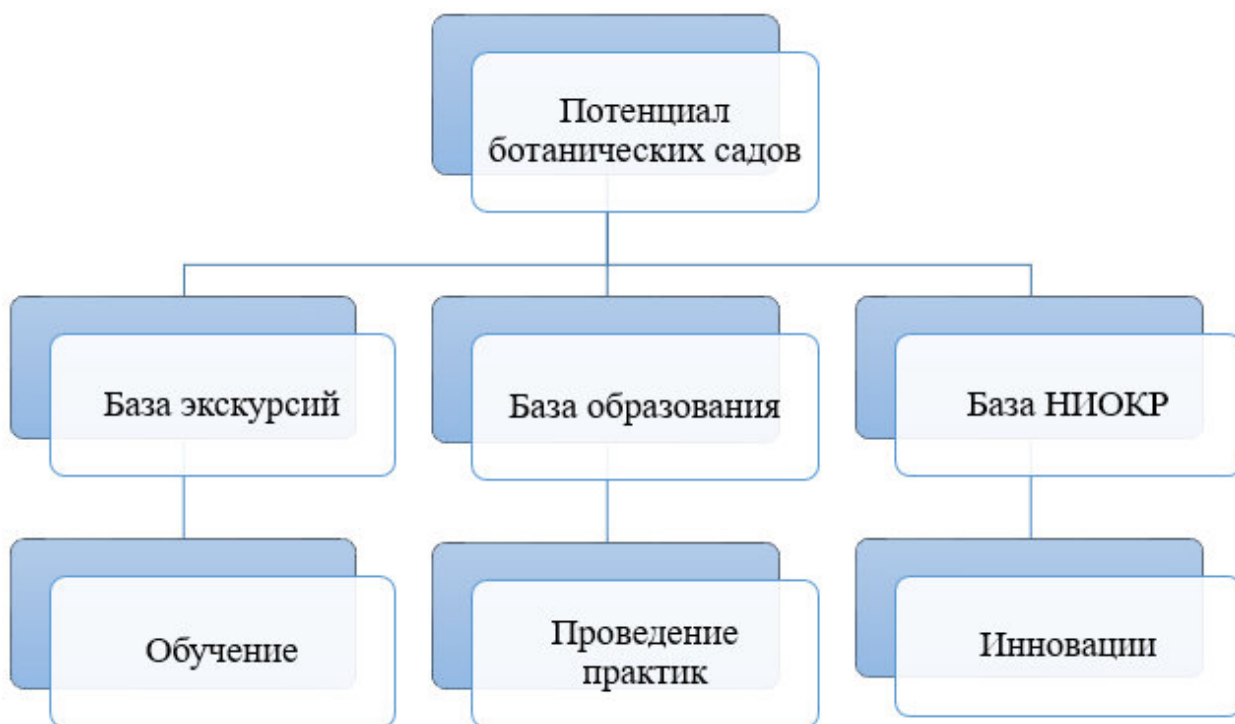 Потенциал
ботанических садов
База экскурсий
База образования
База НИОКР
Обучение
Проведение
практик
Инновации